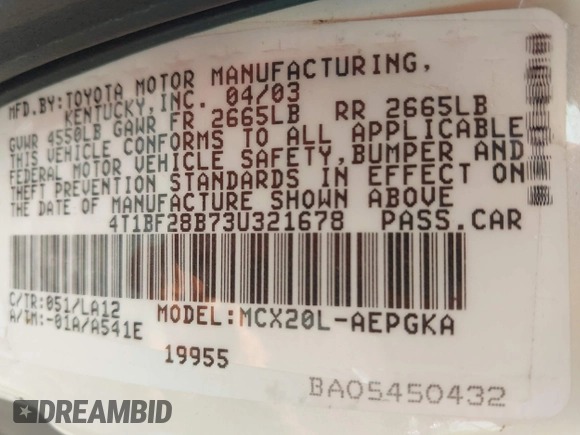 MFD.BY:TOYOTA MOTOR MANUFACTURING,
KENTUCKY,INC. 04/03
GVWR 4550LB GAWR FR 2665LB RR 2665LB
THIS VEHICLE CONFORMS TO ALL APPLICABLE
FEDERAL MOTOR VEHICLE SAFETY,BUMPER AND
THEFT PREVENTION STANDARDS IN EFFECT ON
THE DATE OF MANUFACTURE SHOWN ABOVE
4T1BF28B73U321678 PASS.CAR
C/TR:051/LA12
A/TM:-01A/A541E MODEL:MCX20L-AEPGKA
19955
BA05450432
DREAMBID